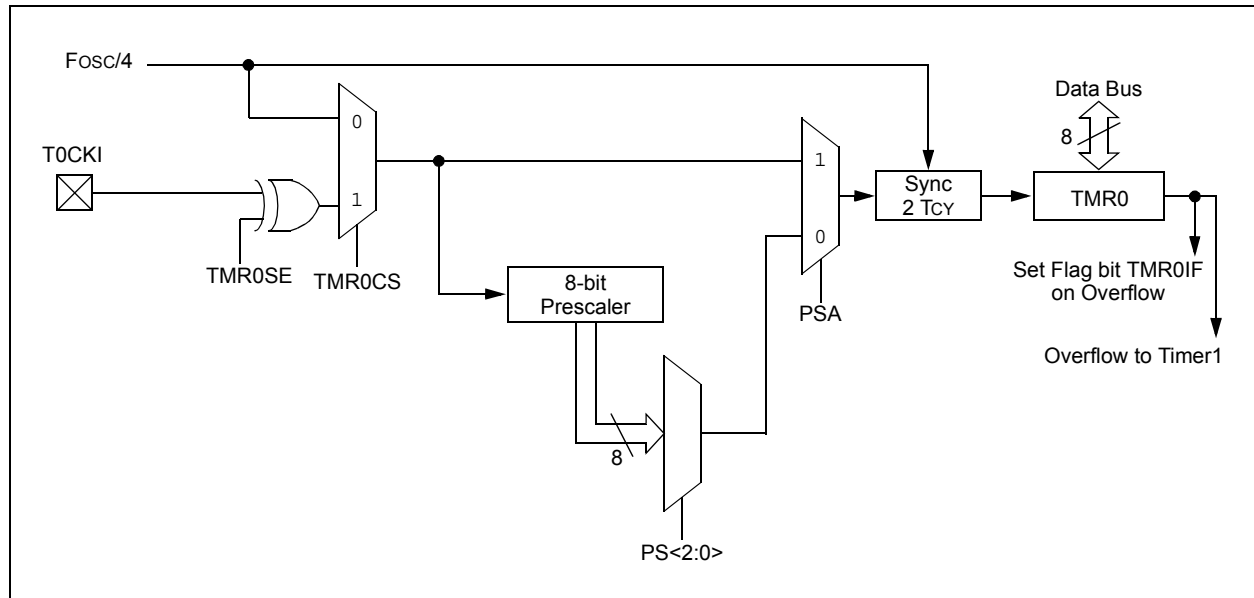 FOSC/4
Data Bus
8
T0CKI
0
1
TMR0SE
TMR0CS
8-bit
Prescaler
8
PS<2:0>
1
0
PSA
Sync
2 TCY
TMR0
Set Flag bit TMR0IF
on Overflow
Overflow to Timer1